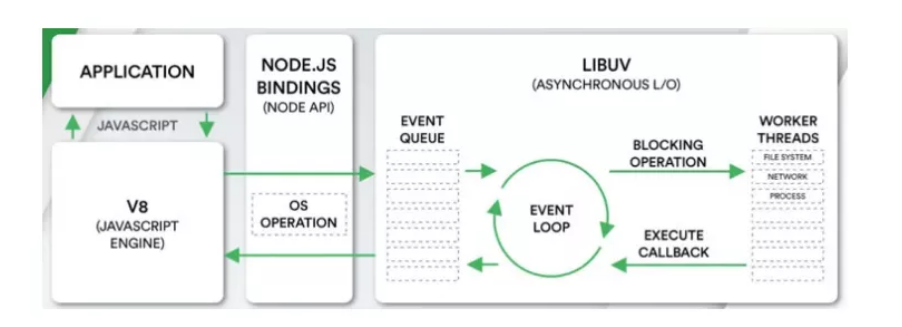 APPLICATION
JAVASCRIPT
V8
(JAVASCRIPT
ENGINE)
NODE.JS
BINDINGS
(NODE API)
OS
OPERATION
LIBUV
(ASYNCHRONOUS L/O)
EVENT
QUEUE
EVENT
LOOP
BLOCKING
OPERATION
EXECUTE
CALLBACK
WORKER
THREADS
FILE SYSTEM
NETWORK
PROCESS